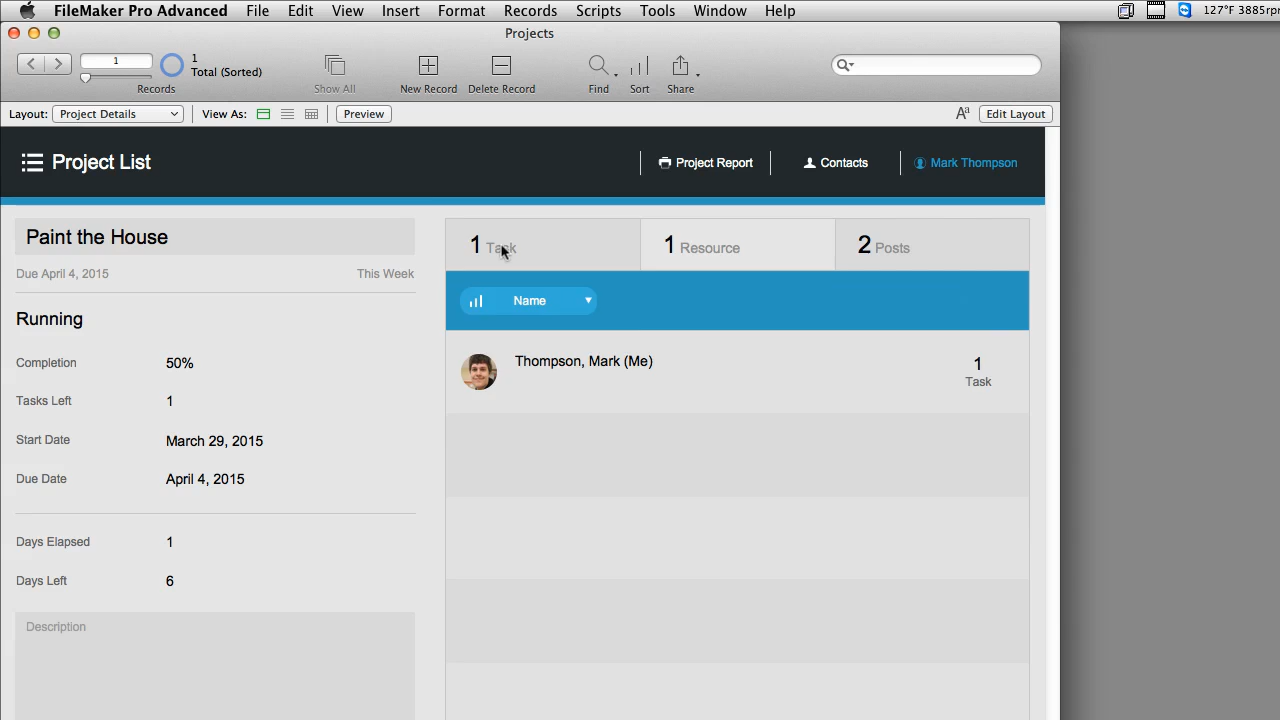 FileMaker Pro Advanced File Edit View Insert Format Records Scripts Tools Window Help 127°F 3885rpm
Projects
1
1
Total (Sorted)
Records
Show All
New Record
Delete Record
Find
Sort
Share
Layout: Project Details View As: Preview Aª Edit Layout
Project List
Project Report
Contacts
Mark Thompson
Paint the House
Due April 4, 2015 This Week
Running
Completion 50%
Tasks Left 1
Start Date March 29, 2015
Due Date April 4, 2015
Days Elapsed 1
Days Left 6
Description
1 Task
1 Resource
2 Posts
Name
Thompson, Mark (Me)
1
Task